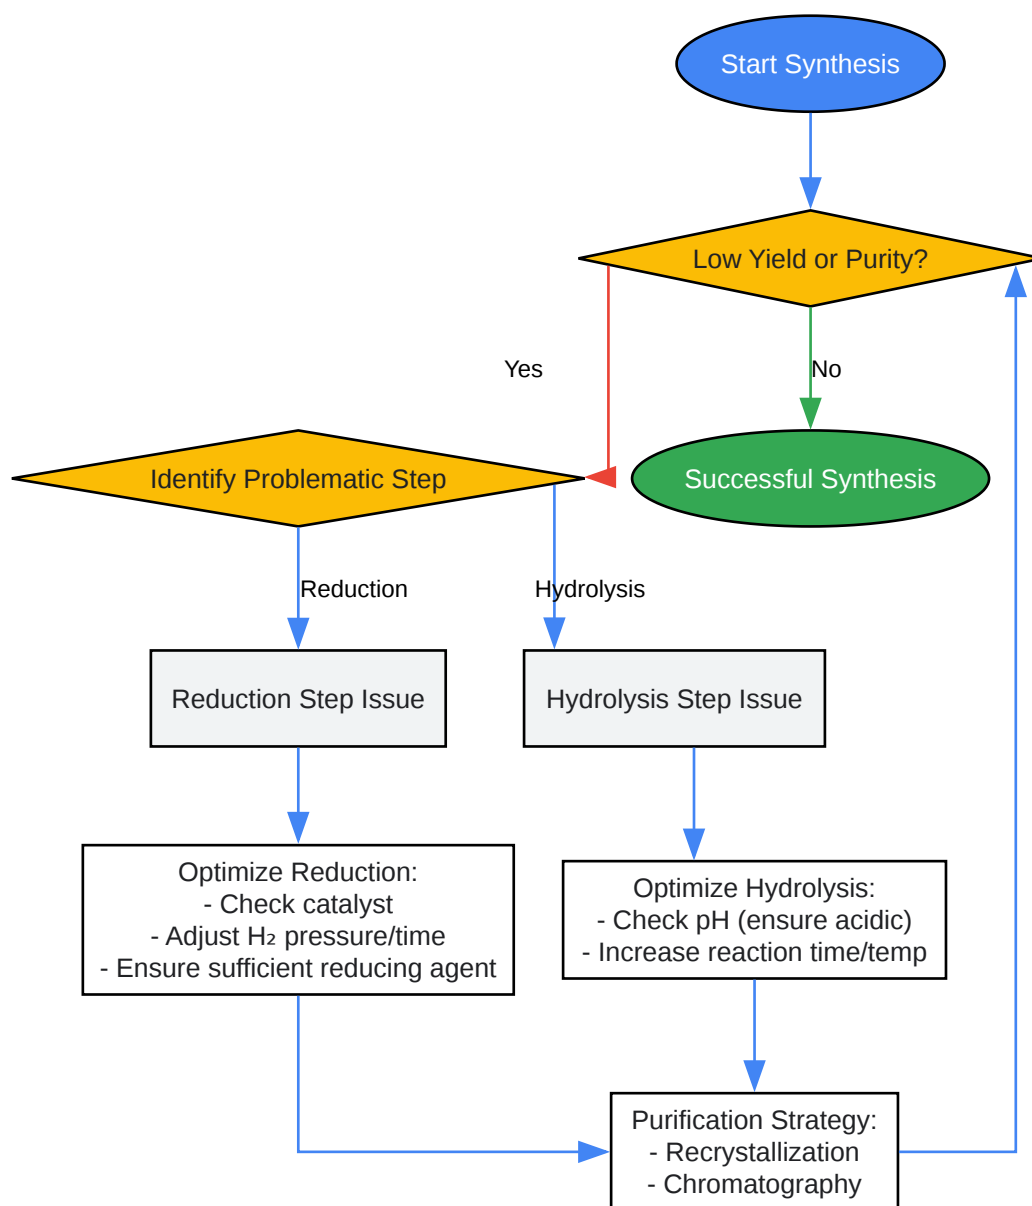 Start Synthesis
Low Yield or Purity?
Yes
No
Identify Problematic Step
Successful Synthesis
Reduction
Hydrolysis
Reduction Step Issue
Hydrolysis Step Issue
Optimize Reduction:
- Check catalyst
- Adjust H₂ pressure/time
- Ensure sufficient reducing agent
Optimize Hydrolysis:
- Check pH (ensure acidic)
- Increase reaction time/temp
Purification Strategy:
- Recrystallization
- Chromatography